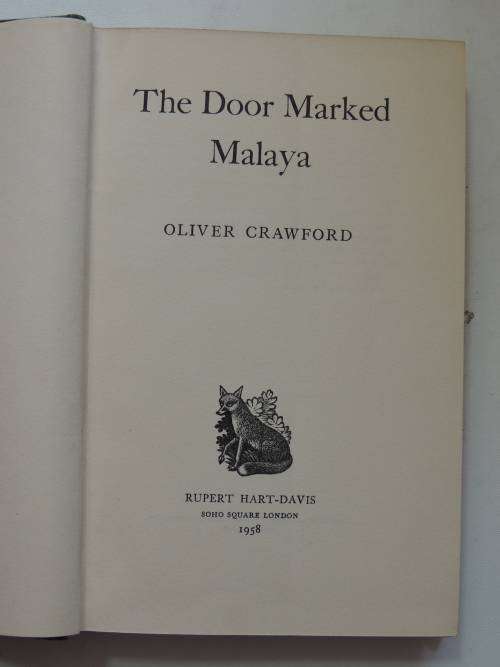 The Door Marked
Malaya
OLIVER CRAWFORD
RUPERT HART-DAVIS
SOHO SQUARE LONDON
1958